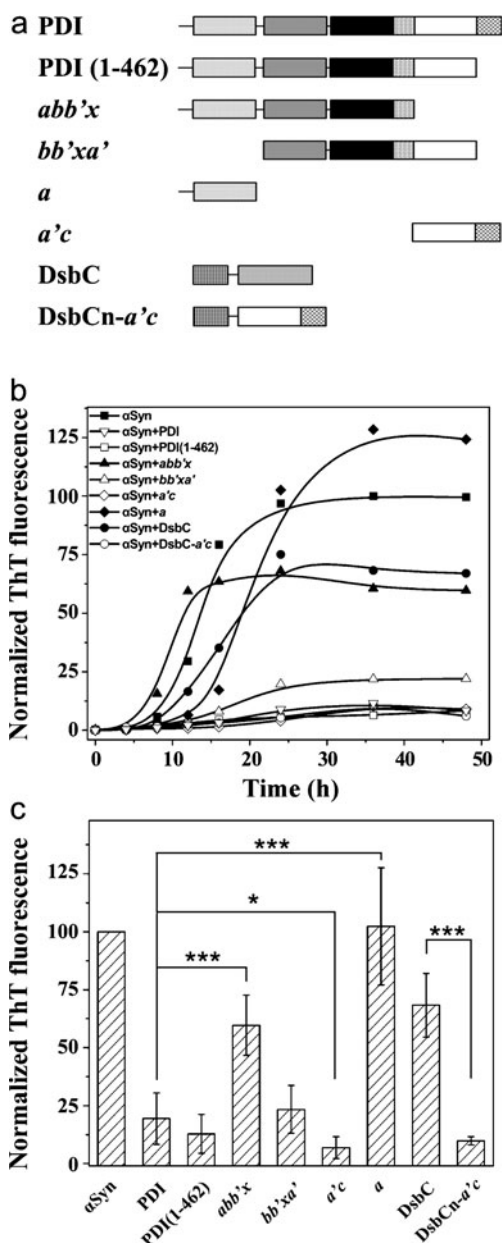 a
PDI
PDI (1-462)
abb'x
bb'xa'
a
a'c
DsbC
DsbCn-a'c
b
Normalized ThT fluorescence
125
100
75
50
25
0
αSyn
αSyn+PDI
αSyn+PDI(1-462)
αSyn+abb'x
αSyn+bb'xa'
αSyn+a'c
αSyn+a
αSyn+DsbC
αSyn+DsbC-a'c
0 10 20 30 40 50
Time (h)
c
Normalized ThT fluorescence
125
100
75
50
25
0
***
*
***
***
αSyn
PDI
PDI(1-462)
abb'x
bb'xa'
a'c
a
DsbC
DsbCn-a'c